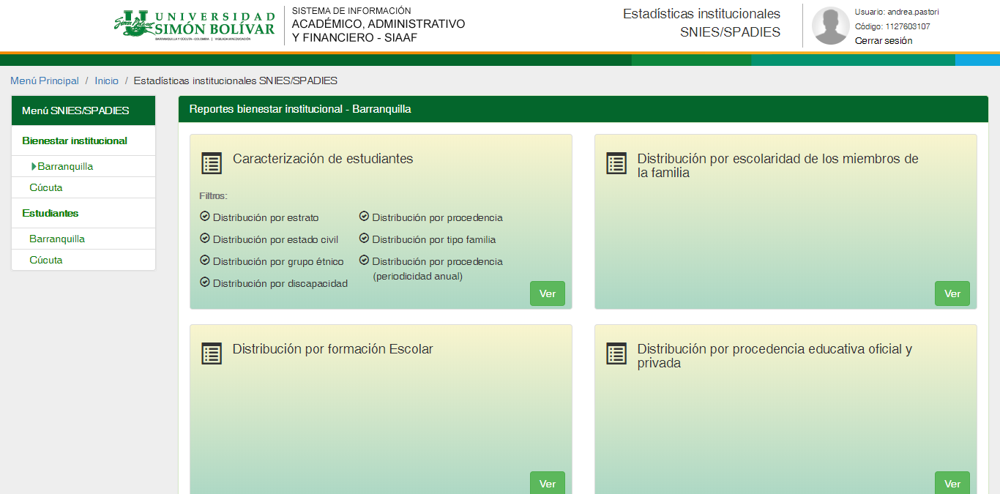 UNIVERSIDAD
SIMÓN BOLÍVAR
BARRANQUILLA Y CÚCUTA - COLOMBIA | VIGILADA MINEDUCACIÓN
SISTEMA DE INFORMACIÓN
ACADÉMICO, ADMINISTRATIVO
Y FINANCIERO - SIAAF
Estadísticas institucionales
SNIES/SPADIES
Usuario: andrea.pastori
Código: 1127603107
Cerrar sesión
Menú Principal / Inicio / Estadísticas institucionales SNIES/SPADIES
Menú SNIES/SPADIES
Bienestar institucional
Barranquilla
Cúcuta
Estudiantes
Barranquilla
Cúcuta
Reportes bienestar institucional - Barranquilla
Caracterización de estudiantes
Filtros:
Distribución por estrato
Distribución por estado civil
Distribución por grupo étnico
Distribución por discapacidad
Distribución por procedencia
Distribución por tipo familia
Distribución por procedencia
(periodicidad anual)
Ver
Distribución por escolaridad de los miembros de
la familia
Ver
Distribución por formación Escolar
Ver
Distribución por procedencia educativa oficial y
privada
Ver